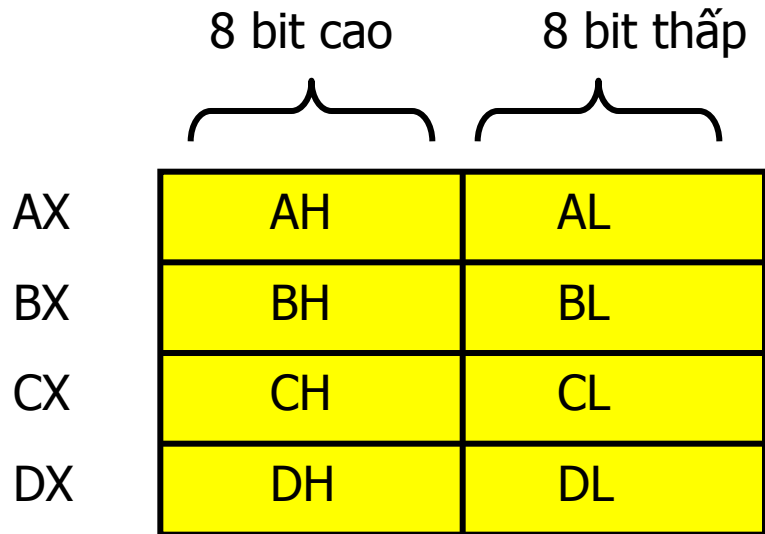 8 bit cao 8 bit thấp
AX AH AL
BX BH BL
CX CH CL
DX DH DL